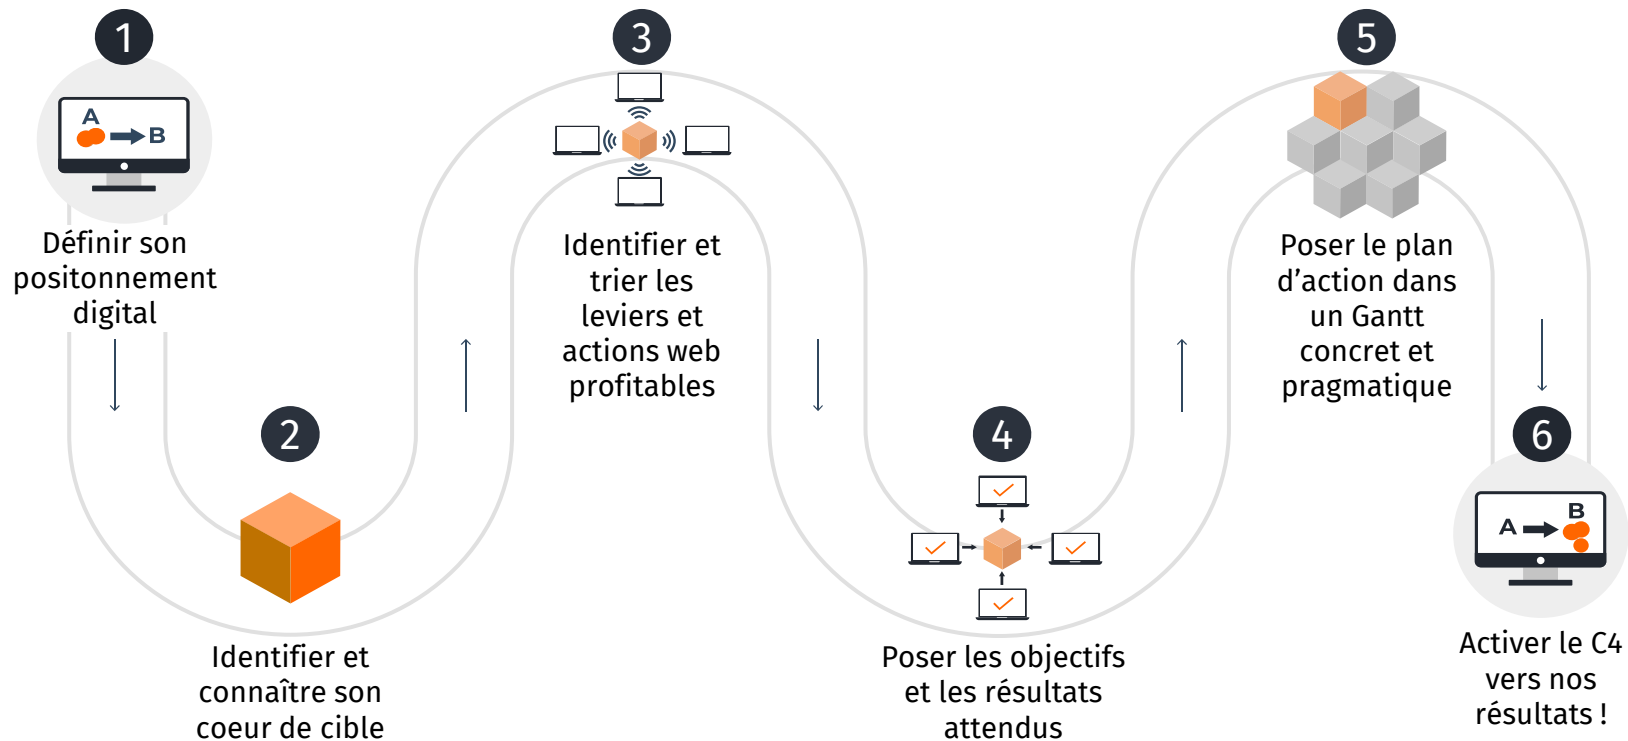 1
A
B
Définir son
positonnement
digital
2
Identifier et
connaître son
coeur de cible
3
Identifier et
trier les
leviers et
actions web
profitables
4
Poser les objectifs
et les résultats
attendus
5
Poser le plan
d’action dans
un Gantt
concret et
pragmatique
6
A
B
Activer le C4
vers nos
résultats !